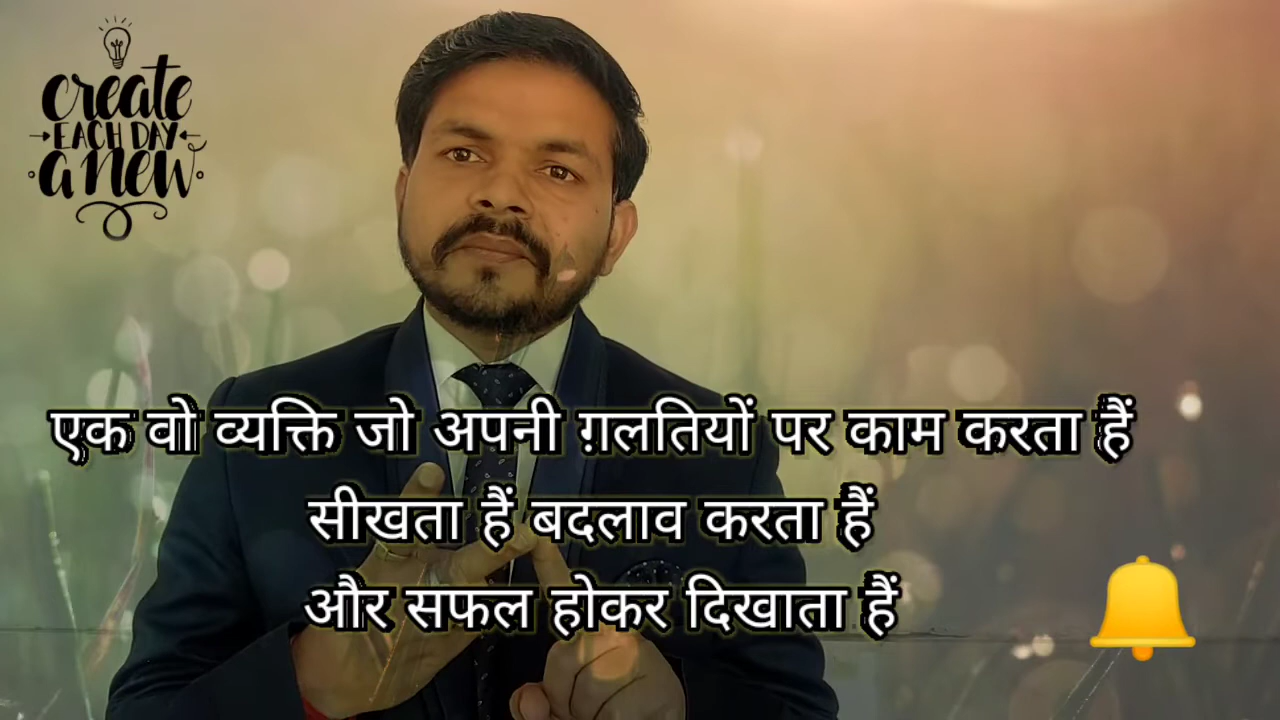 create
EACH DAY
a new
एक वो व्यक्ति जो अपनी ग़लतियों पर काम करता हैं
सीखता हैं बदलाव करता हैं
और सफल होकर दिखाता हैं